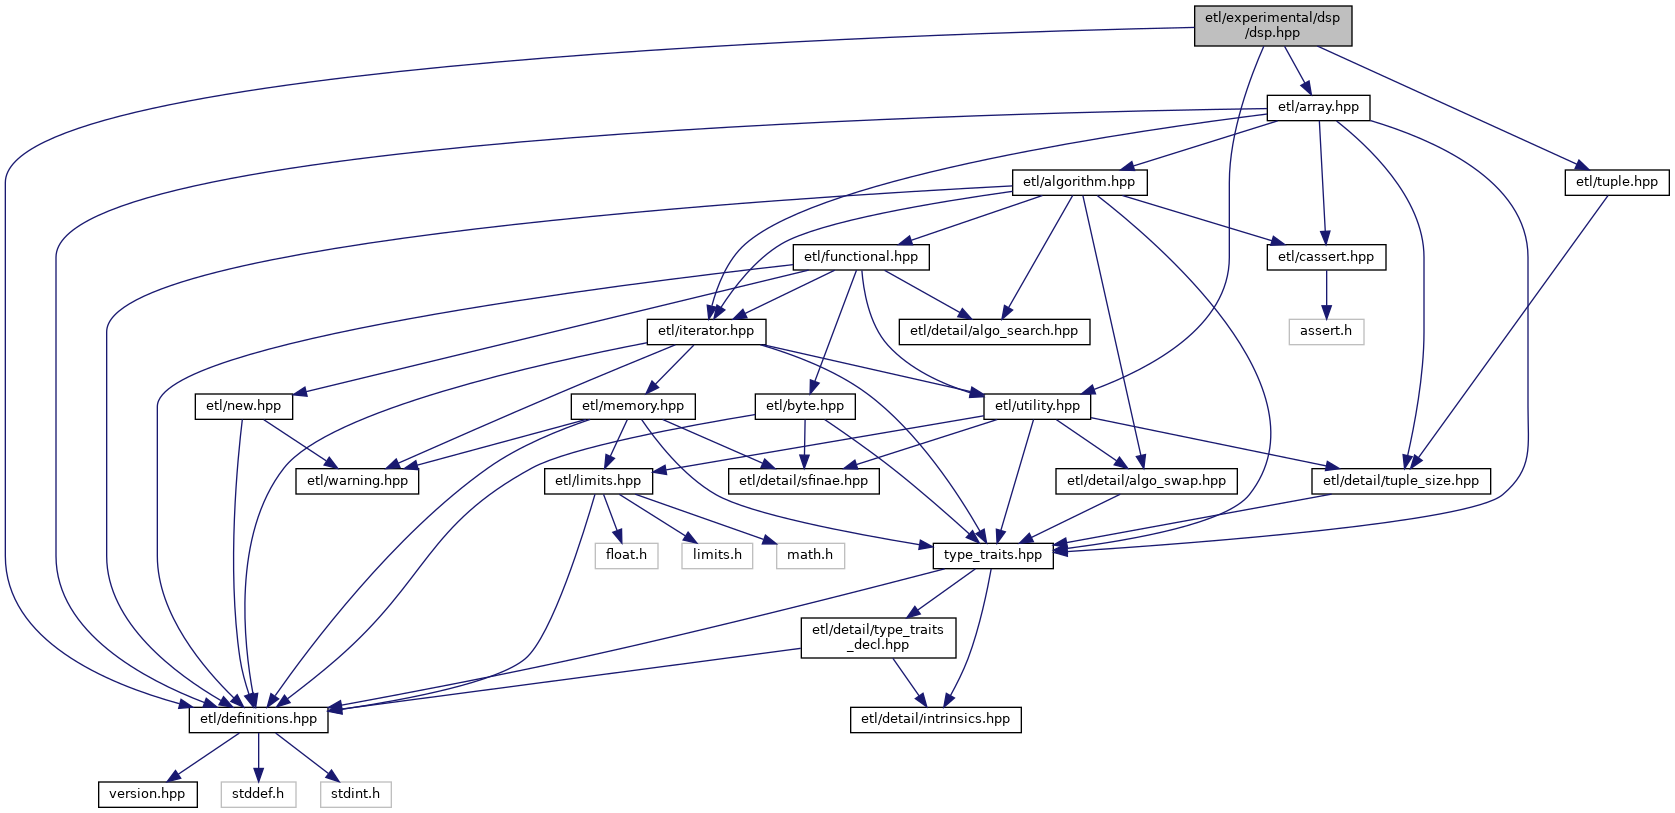 etl/experimental/dsp
/dsp.hpp
etl/array.hpp
etl/algorithm.hpp
etl/tuple.hpp
etl/functional.hpp
etl/cassert.hpp
etl/iterator.hpp
etl/detail/algo_search.hpp
assert.h
etl/new.hpp
etl/memory.hpp
etl/byte.hpp
etl/utility.hpp
etl/warning.hpp
etl/limits.hpp
etl/detail/sfinae.hpp
etl/detail/algo_swap.hpp
etl/detail/tuple_size.hpp
float.h
limits.h
math.h
type_traits.hpp
etl/detail/type_traits
_decl.hpp
etl/definitions.hpp
etl/detail/intrinsics.hpp
version.hpp
stddef.h
stdint.h